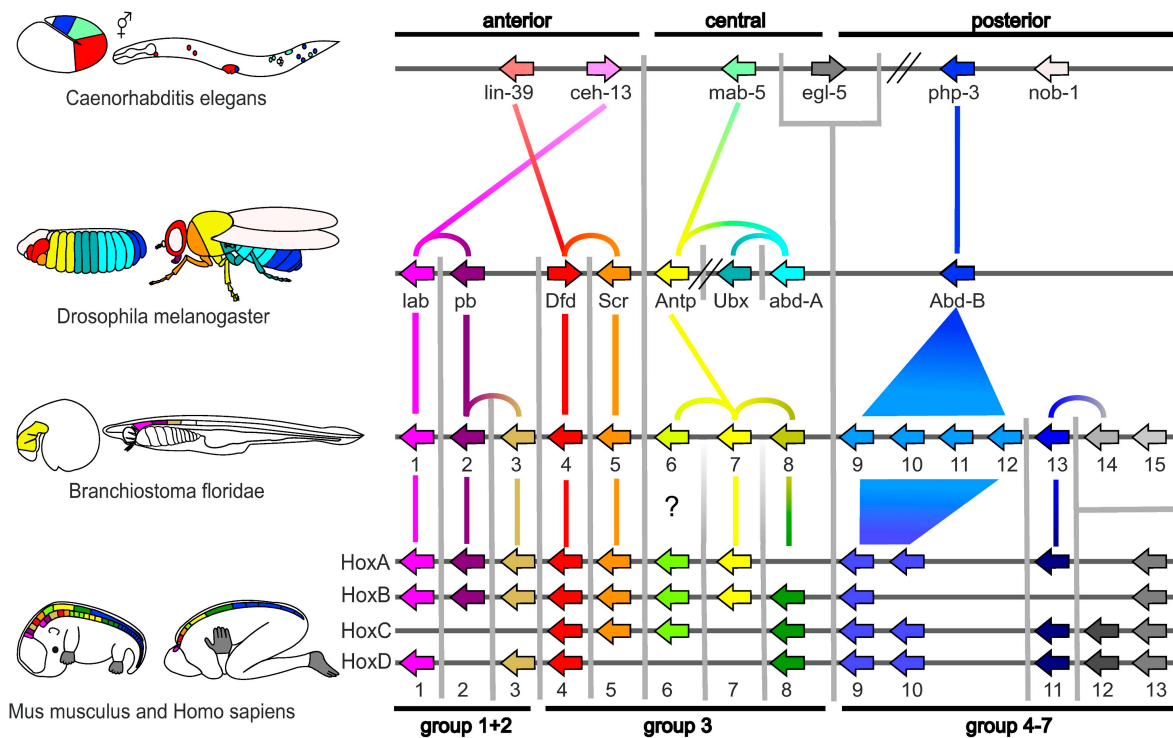 anterior central posterior
lin-39 ceh-13 mab-5 egl-5 php-3 nob-1
Caenorhabditis elegans
lab pb Dfd Scr Antp Ubx abd-A Abd-B
Drosophila melanogaster
1 2 3 4 5 6 7 8 9 10 11 12 13 14 15
Branchiostoma floridae
?
HoxA
HoxB
HoxC
HoxD
1 2 3 4 5 6 7 8 9 10 11 12 13
Mus musculus and Homo sapiens
group 1+2 group 3 group 4-7